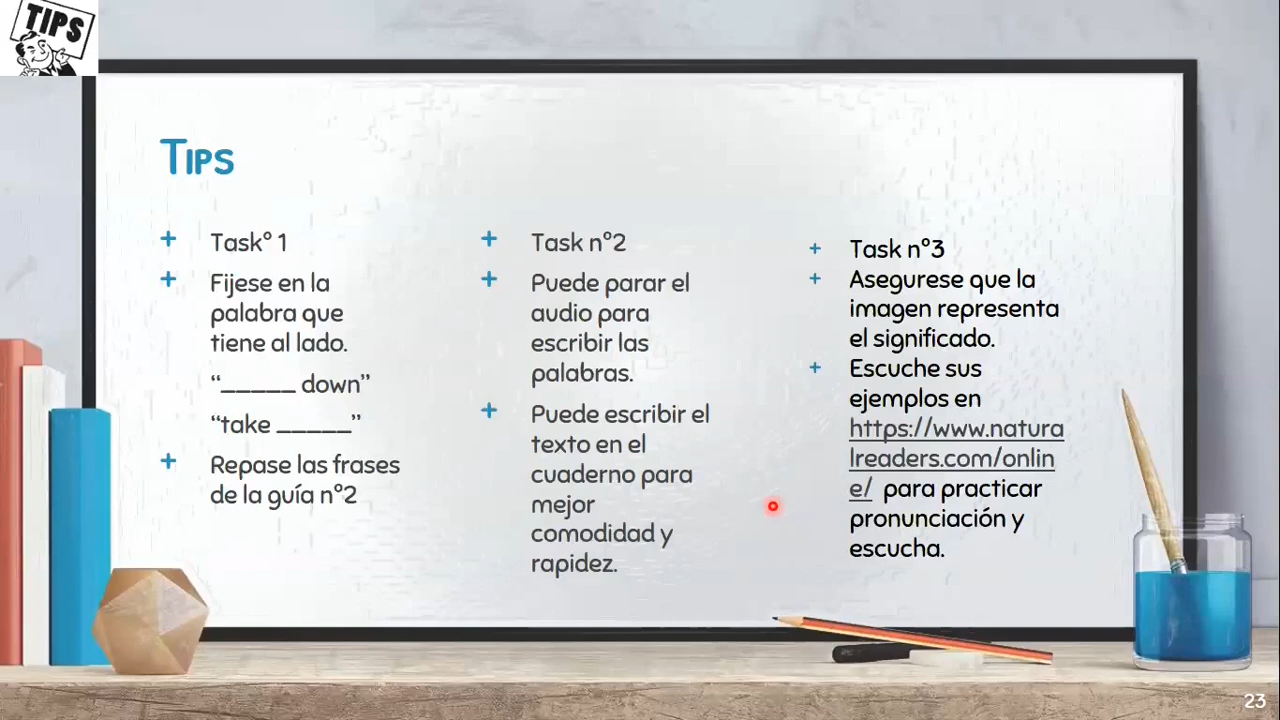 TIPS
Tips
+ Task° 1
+ Fijese en la
palabra que
tiene al lado.
“_____ down”
“take _____”
+ Repase las frases
de la guía n°2
+ Task n°2
+ Puede parar el
audio para
escribir las
palabras.
+ Puede escribir el
texto en el
cuaderno para
mejor
comodidad y
rapidez.
+ Task n°3
+ Asegurese que la
imagen representa
el significado.
+ Escuche sus
ejemplos en
https://www.natura
lreaders.com/onlin
e/ para practicar
pronunciación y
escucha.
23